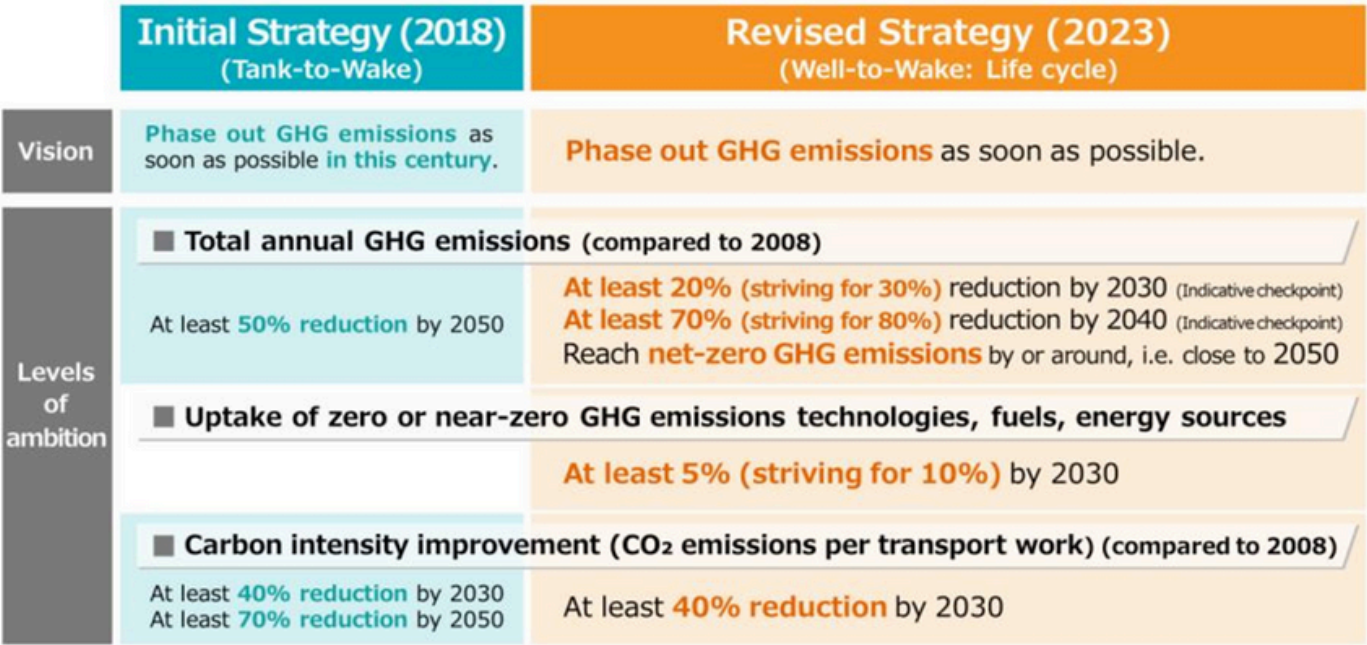 Initial Strategy (2018)
(Tank-to-Wake)
Revised Strategy (2023)
(Well-to-Wake: Life cycle)
Vision
Phase out GHG emissions as
soon as possible in this century.
Phase out GHG emissions as soon as possible.
Levels
of
ambition
■ Total annual GHG emissions (compared to 2008)
At least 50% reduction by 2050
At least 20% (striving for 30%) reduction by 2030 (Indicative checkpoint)
At least 70% (striving for 80%) reduction by 2040 (Indicative checkpoint)
Reach net-zero GHG emissions by or around, i.e. close to 2050
■ Uptake of zero or near-zero GHG emissions technologies, fuels, energy sources
At least 5% (striving for 10%) by 2030
■ Carbon intensity improvement (CO₂ emissions per transport work) (compared to 2008)
At least 40% reduction by 2030
At least 70% reduction by 2050
At least 40% reduction by 2030